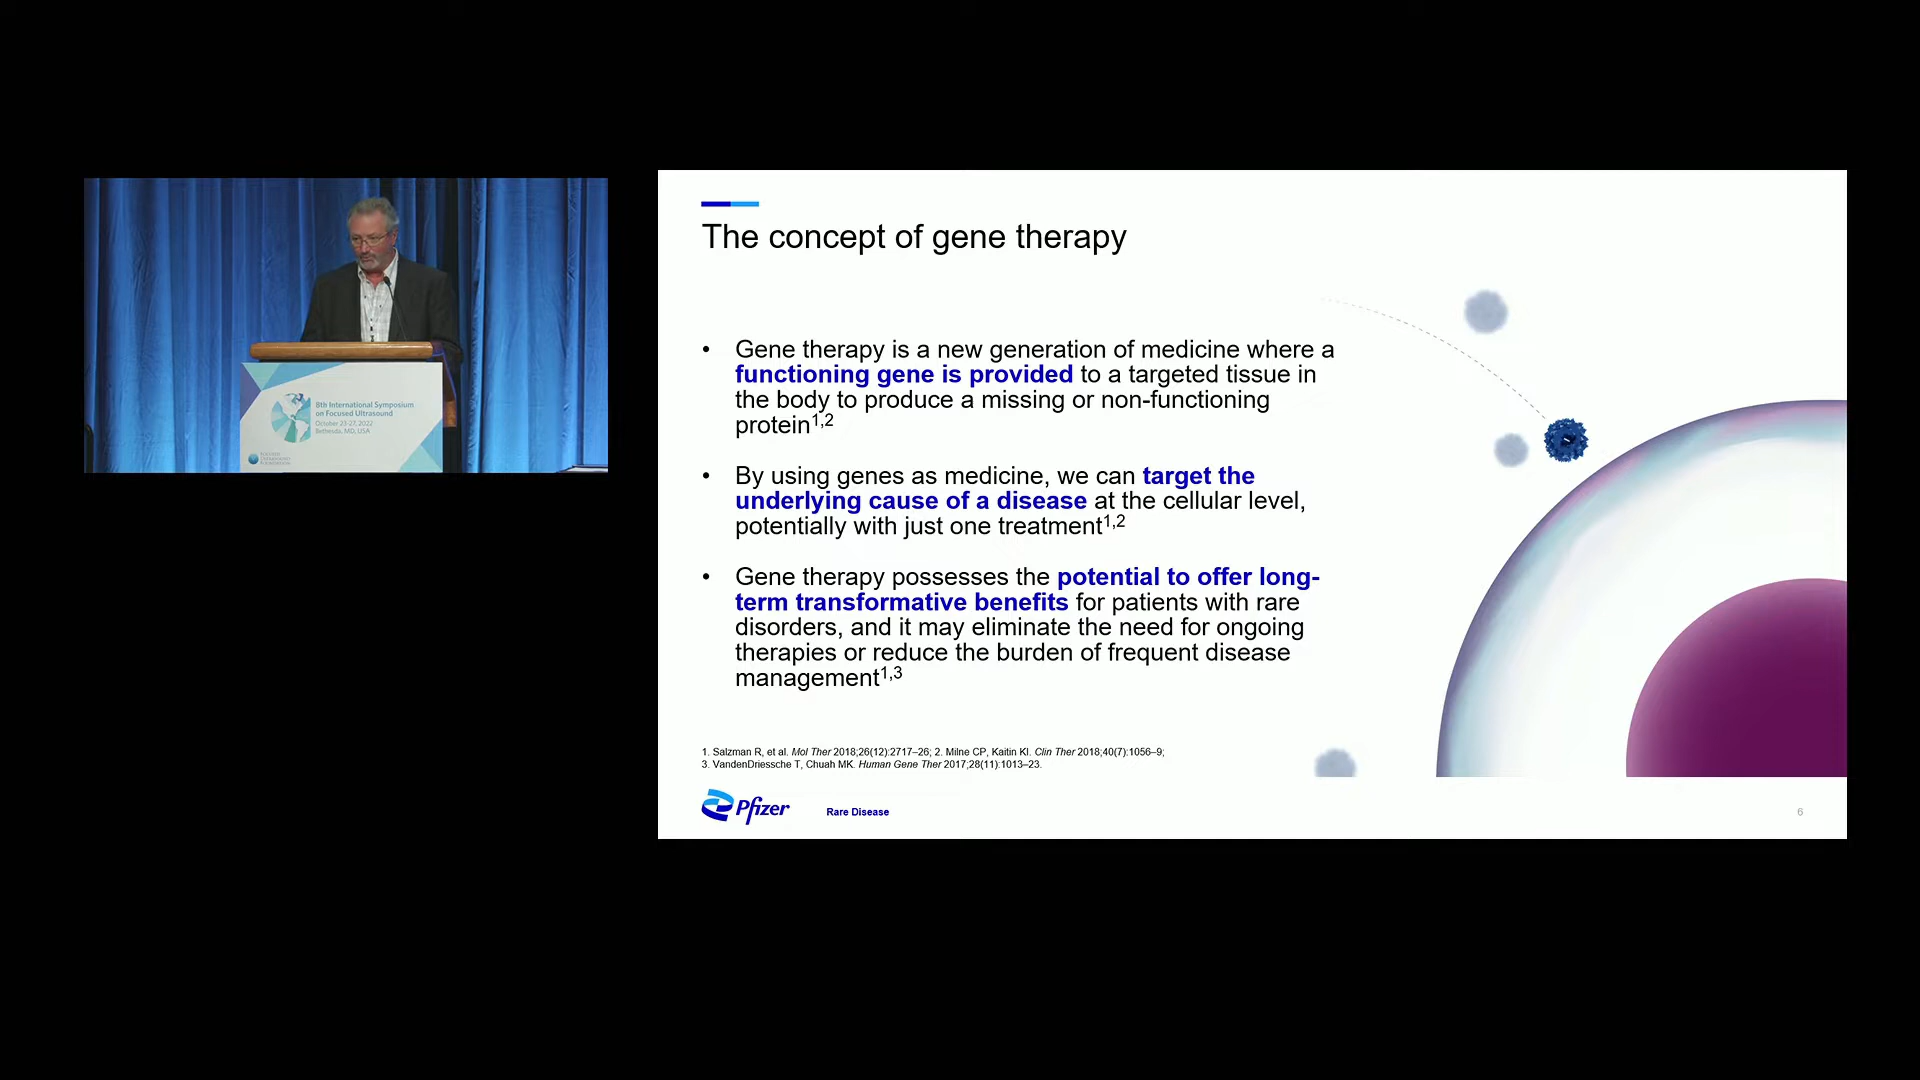 8th International Symposium
on Focused Ultrasound
October 23-27, 2022
Bethesda, MD, USA
FOCUSED
ULTRASOUND
FOUNDATION
The concept of gene therapy
• Gene therapy is a new generation of medicine where a
functioning gene is provided to a targeted tissue in
the body to produce a missing or non-functioning
protein1,2
• By using genes as medicine, we can target the
underlying cause of a disease at the cellular level,
potentially with just one treatment1,2
• Gene therapy possesses the potential to offer long-
term transformative benefits for patients with rare
disorders, and it may eliminate the need for ongoing
therapies or reduce the burden of frequent disease
management1,3
1. Salzman R, et al. Mol Ther 2018;26(12):2717–26; 2. Milne CP, Kaitin KI. Clin Ther 2018;40(7):1056–9;
3. VandenDriessche T, Chuah MK. Human Gene Ther 2017;28(11):1013–23.
Pfizer
Rare Disease
6